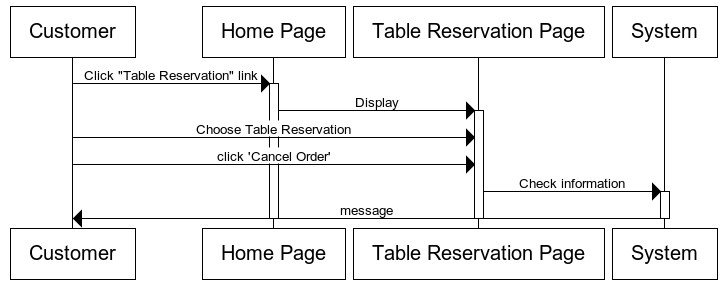 Customer
Home Page
Table Reservation Page
System
Click "Table Reservation" link
Display
Choose Table Reservation
click 'Cancel Order'
Check information
message
Customer
Home Page
Table Reservation Page
System